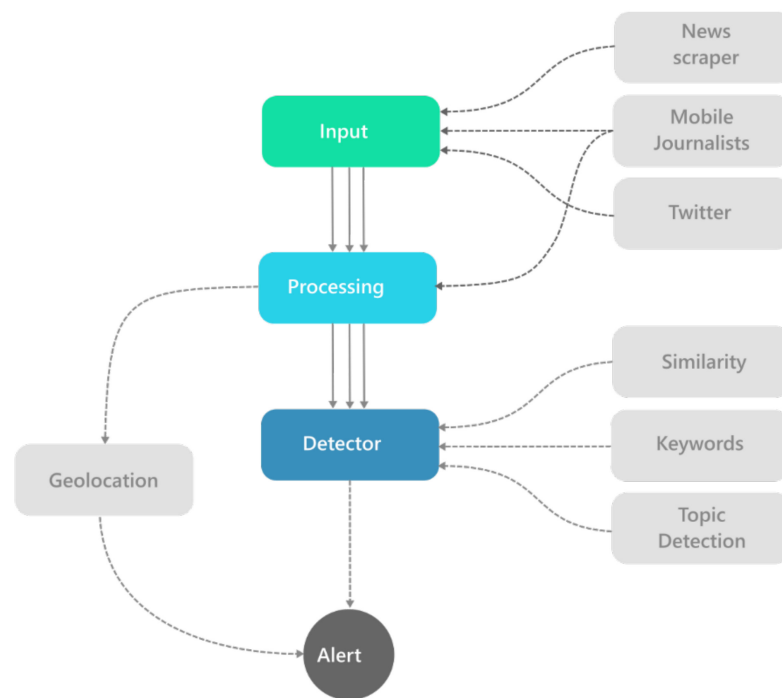 News
scraper
Input
Mobile
Journalists
Twitter
Processing
Similarity
Detector
Keywords
Geolocation
Topic
Detection
Alert